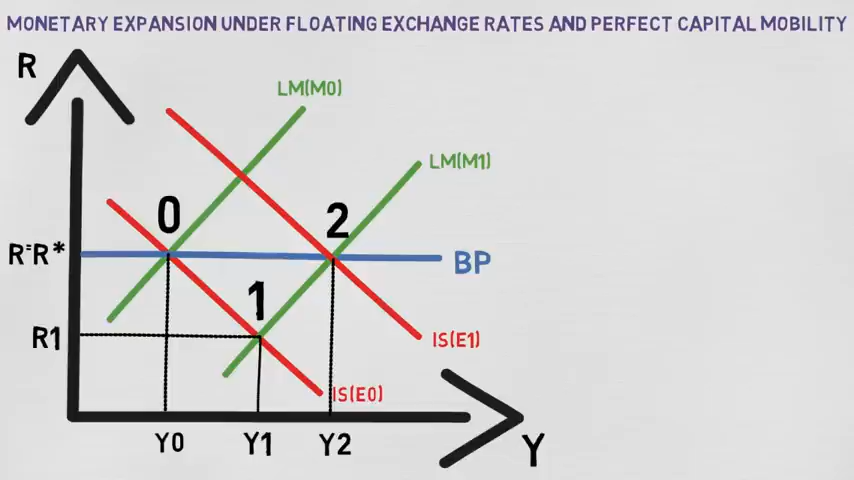 MONETARY EXPANSION UNDER FLOATING EXCHANGE RATES AND PERFECT CAPITAL MOBILITY
R
LM(M0)
LM(M1)
0
2
R=R*
BP
1
R1
IS(E1)
IS(E0)
Y0
Y1
Y2
Y